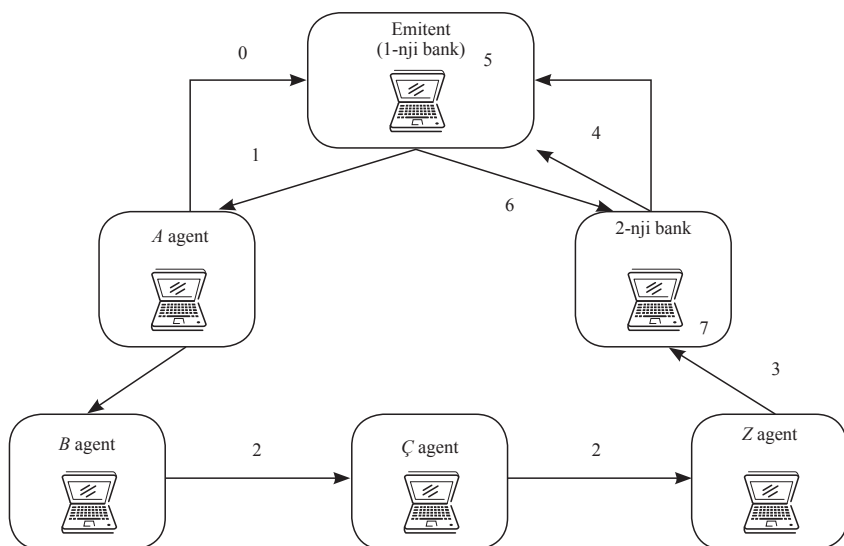 Emitent
(1-nji bank)
5
0
1
4
6
A agent
2-nji bank
7
3
B agent
2
Ç agent
2
Z agent